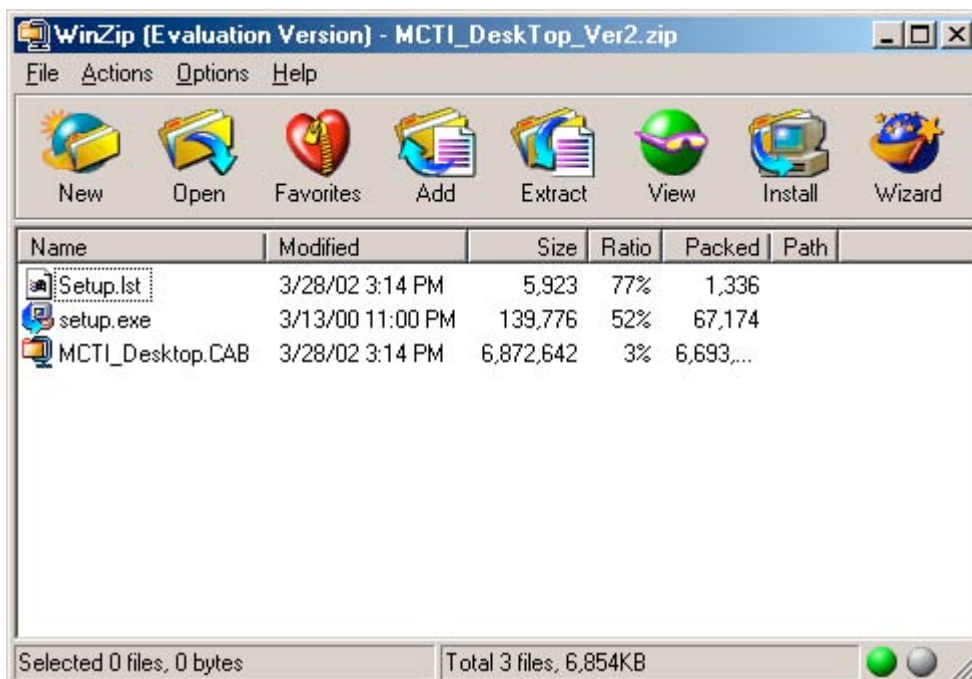 WinZip (Evaluation Version) - MCTI_DeskTop_Ver2.zip
File Actions Options Help
New Open Favorites Add Extract View Install Wizard
Name Modified Size Ratio Packed Path
Setup.lst 3/28/02 3:14 PM 5,923 77% 1,336
setup.exe 3/13/00 11:00 PM 139,776 52% 67,174
MCTI_Desktop.CAB 3/28/02 3:14 PM 6,872,642 3% 6,693,...
Selected 0 files, 0 bytes Total 3 files, 6,854KB